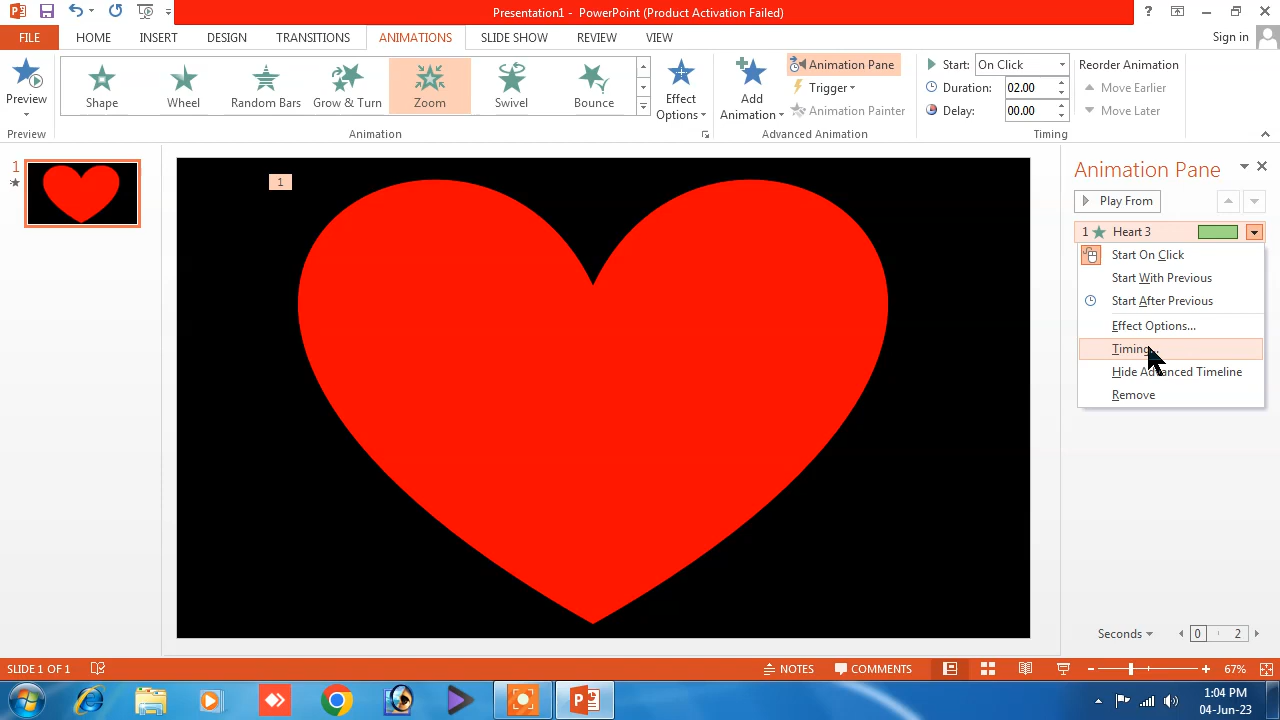 Presentation1 - PowerPoint (Product Activation Failed)
?
FILE HOME INSERT DESIGN TRANSITIONS ANIMATIONS SLIDE SHOW REVIEW VIEW Sign in
Preview
Shape Wheel Random Bars Grow & Turn Zoom Swivel Bounce
Effect Options
Add Animation
Animation Pane
Trigger
Animation Painter
Start: On Click
Duration: 02.00
Delay: 00.00
Reorder Animation
Move Earlier
Move Later
Preview Animation Advanced Animation Timing
1
1
Animation Pane
Play From
1 Heart 3
Start On Click
Start With Previous
Start After Previous
Effect Options...
Timing...
Hide Advanced Timeline
Remove
Seconds 0 2
SLIDE 1 OF 1 NOTES COMMENTS 67%
1:04 PM
04-Jun-23